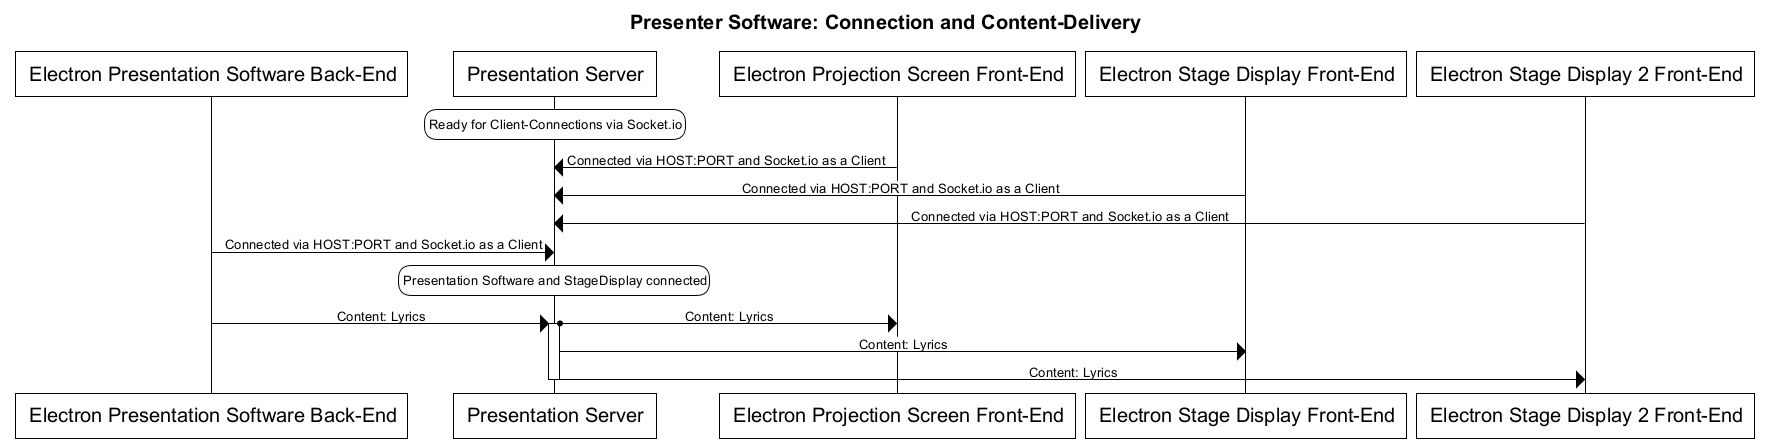 Presenter Software: Connection and Content-Delivery
Electron Presentation Software Back-End
Presentation Server
Electron Projection Screen Front-End
Electron Stage Display Front-End
Electron Stage Display 2 Front-End
Ready for Client-Connections via Socket.io
Connected via HOST:PORT and Socket.io as a Client
Connected via HOST:PORT and Socket.io as a Client
Connected via HOST:PORT and Socket.io as a Client
Connected via HOST:PORT and Socket.io as a Client
Presentation Software and StageDisplay connected
Content: Lyrics
Content: Lyrics
Content: Lyrics
Content: Lyrics
Electron Presentation Software Back-End
Presentation Server
Electron Projection Screen Front-End
Electron Stage Display Front-End
Electron Stage Display 2 Front-End